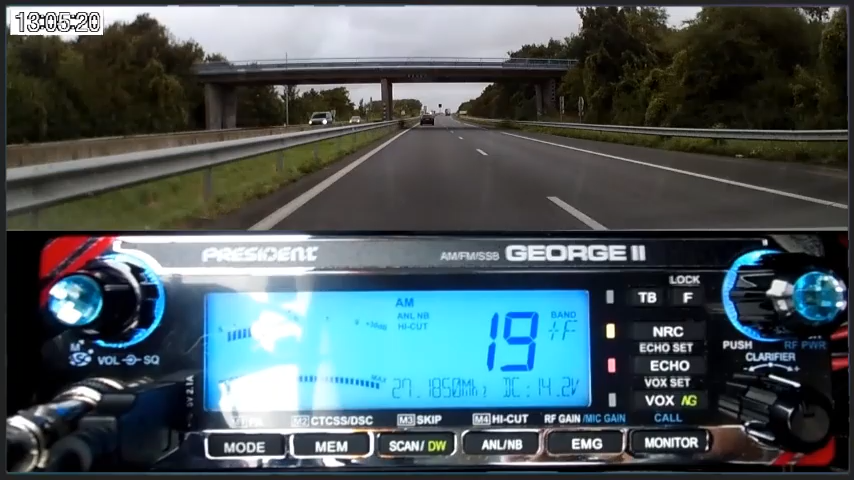 13:05:20
PRESIDENT AM/FM/SSB GEORGE II
LOCK
TB F
AM
ANL NB
HI-CUT
BAND
19
NRC
ECHO SET
ECHO
VOX SET
VOX NG
CALL
PUSH RF PWR
CLARIFIER
VOL SQ
27.1850MHz DC:14.2V
M2 CTCSS/DSC M3 SKIP M4 HI-CUT RF GAIN/MIC GAIN
MODE MEM SCAN/DW ANL/NB EMG MONITOR